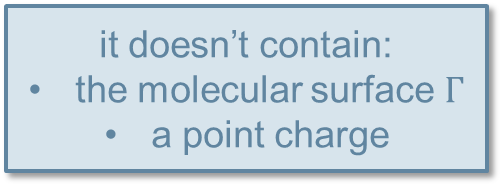 it doesn’t contain:
• the molecular surface Γ
• a point charge